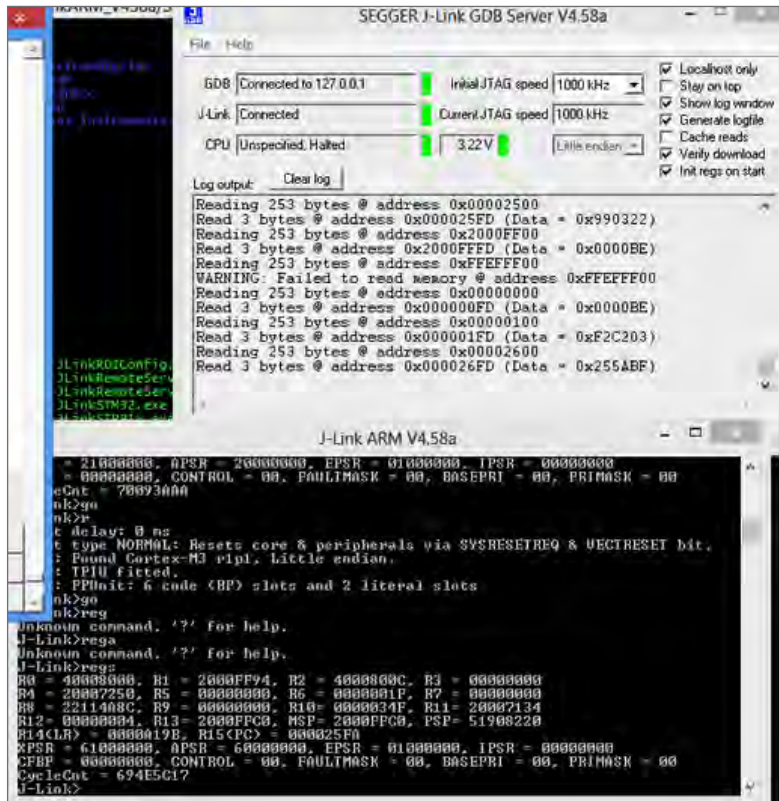 SEGGER J-Link GDB Server V4.58a
File Help
GDB Connected to 127.0.0.1 Initial JTAG speed 1000 kHz
J-Link Connected Current JTAG speed 1000 kHz
CPU Unspecified, Halted 3.22 V Little endian
Localhost only
Stay on top
Show log window
Generate logfile
Cache reads
Verify download
Init regs on start
Log output: Clear log
Reading 253 bytes @ address 0x00002500
Read 3 bytes @ address 0x000025FD (Data = 0x990322)
Reading 253 bytes @ address 0x2000FF00
Read 3 bytes @ address 0x2000FFFD (Data = 0x0000BE)
Reading 253 bytes @ address 0xFFEFFF00
WARNING: Failed to read memory @ address 0xFFEFFF00
Reading 253 bytes @ address 0x00000000
Read 3 bytes @ address 0x000000FD (Data = 0x0000BE)
Reading 253 bytes @ address 0x00000100
Read 3 bytes @ address 0x000001FD (Data = 0xF2C203)
Reading 253 bytes @ address 0x00002600
Read 3 bytes @ address 0x000026FD (Data = 0x255ABF)
JLinkRDIConfig.
JLinkRemoteServ
JLinkRemoteServ
JLinkSTM32.exe
J-Link ARM V4.58a
= 21000000, APSR = 20000000, EPSR = 01000000, IPSR = 00000000
= 00000000, CONTROL = 00, FAULTMASK = 00, BASEPRI = 00, PRIMASK = 00
eCnt = 70093AAA
nk>go
nk>r
t delay: 0 ms
t type NORMAL: Resets core & peripherals via SYSRESETREQ & VECTRESET bit.
: Found Cortex-M3 r1p1, Little endian.
: TPIU fitted.
: FPUnit: 6 code (BP) slots and 2 literal slots
nk>go
nk>reg
Unknown command. '?' for help.
J-Link>rega
Unknown command. '?' for help.
J-Link>regs
R0 = 40008000, R1 = 2000FF94, R2 = 4000800C, R3 = 00000000
R4 = 20007250, R5 = 00000000, R6 = 0000001F, R7 = 00000000
R8 = 22114A8C, R9 = 00000000, R10= 0000034F, R11= 20007134
R12= 00000004, R13= 2000FFC0, MSP= 2000FFC0, PSP= 51908220
R14(LR) = 0000A19B, R15(PC) = 000025FA
XPSR = 61000000, APSR = 60000000, EPSR = 01000000, IPSR = 00000000
CFBP = 00000000, CONTROL = 00, FAULTMASK = 00, BASEPRI = 00, PRIMASK = 00
CycleCnt = 694E5C17
J-Link>